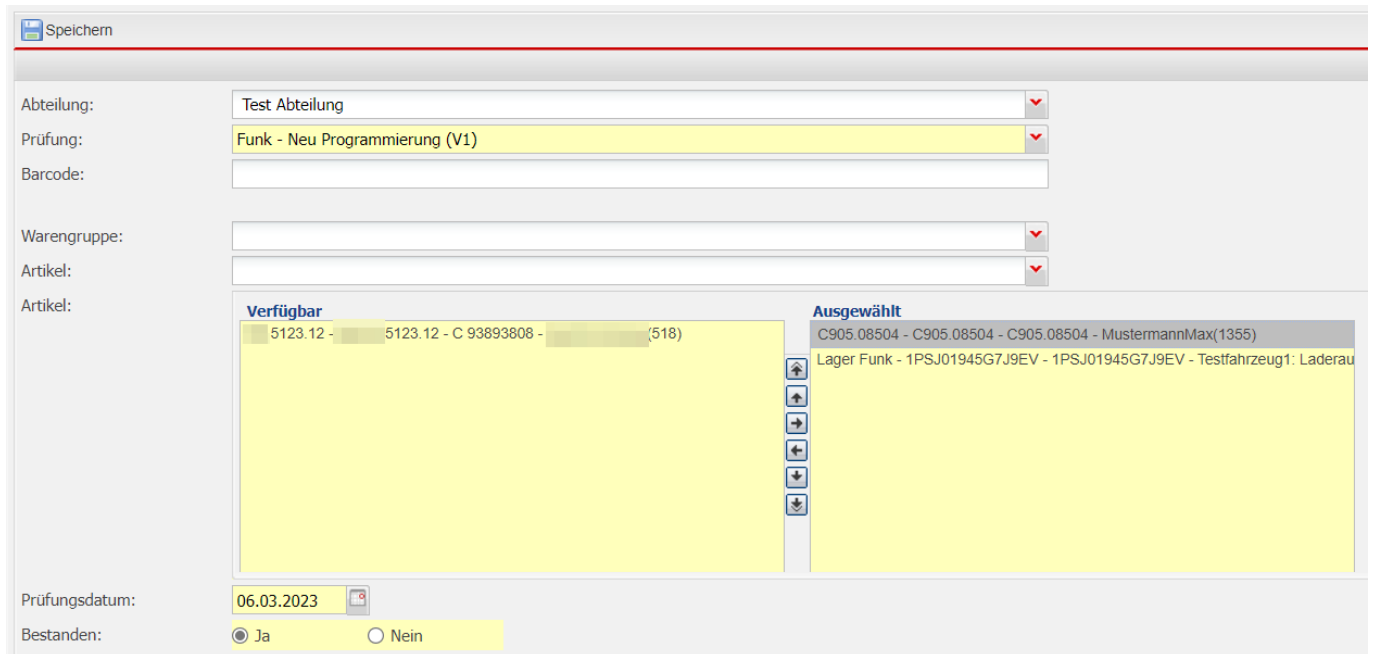 Speichern
Abteilung: Test Abteilung
Prüfung: Funk - Neu Programmierung (V1)
Barcode:
Warengruppe:
Artikel:
Artikel:
Verfügbar Ausgewählt
5123.12 - 5123.12 - C 93893808 - (518) C905.08504 - C905.08504 - C905.08504 - MustermannMax(1355)
Lager Funk - 1PSJ01945G7J9EV - 1PSJ01945G7J9EV - Testfahrzeug1: Laderau
Prüfungsdatum: 06.03.2023
Bestanden: Ja Nein